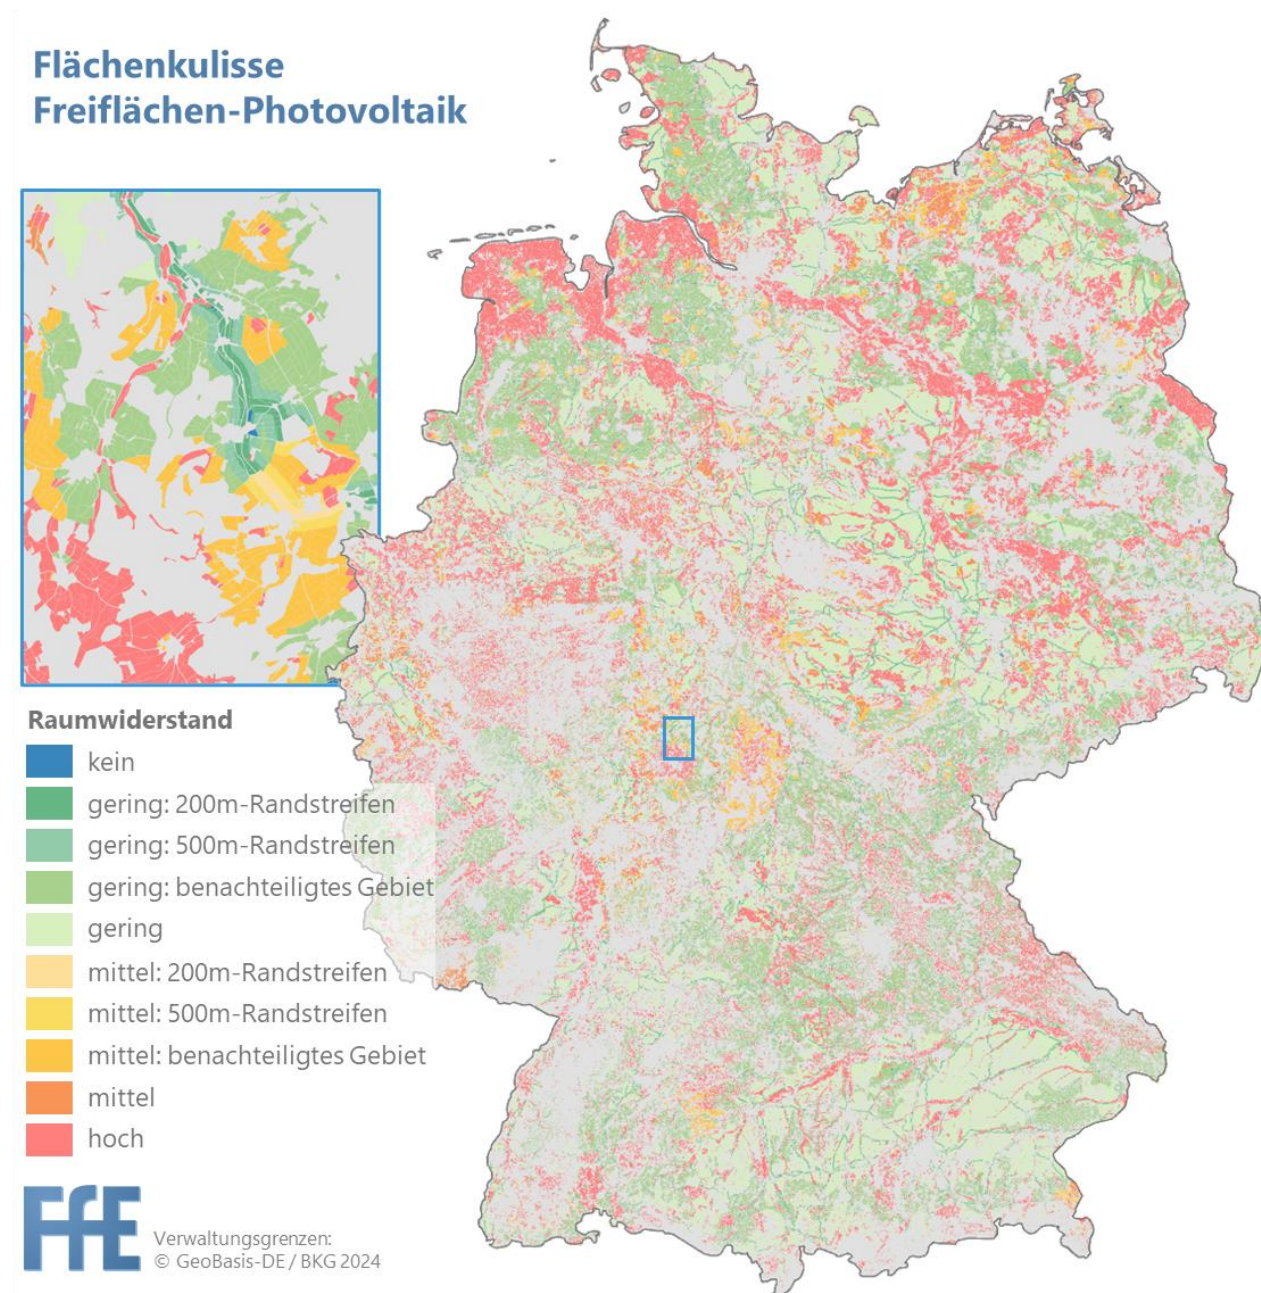 Flächenkulisse
Freiflächen-Photovoltaik
Raumwiderstand
kein
gering: 200m-Randstreifen
gering: 500m-Randstreifen
gering: benachteiligtes Gebiet
gering
mittel: 200m-Randstreifen
mittel: 500m-Randstreifen
mittel: benachteiligtes Gebiet
mittel
hoch
FfE
Verwaltungsgrenzen:
© GeoBasis-DE / BKG 2024